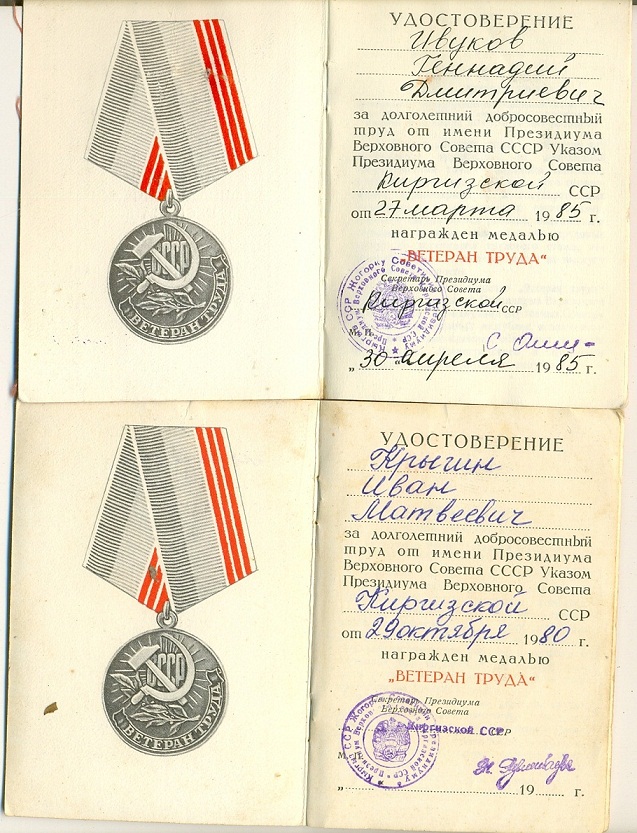 СССР
ВЕТЕРАН ТРУДА
УДОСТОВЕРЕНИЕ
Ивуков
Геннадий
Дмитриевич
за долголетний добросовестный
труд от имени Президиума
Верховного Совета СССР Указом
Президиума Верховного Совета
Киргизской ССР
от 27 марта 1985 г.
награжден медалью
„ВЕТЕРАН ТРУДА“
Секретарь Президиума
Верховного Совета
Киргизской ССР
М. П.
„30 апреля 1985 г.
СССР
ВЕТЕРАН ТРУДА
УДОСТОВЕРЕНИЕ
Крыгин
Иван
Матвеевич
за долголетний добросовестный
труд от имени Президиума
Верховного Совета СССР Указом
Президиума Верховного Совета
Киргизской ССР
от 29 октября 1980 г.
награжден медалью
„ВЕТЕРАН ТРУДА“
Секретарь Президиума
Верховного Совета
Киргизской ССР ССР
М. П.
„ 19 г.